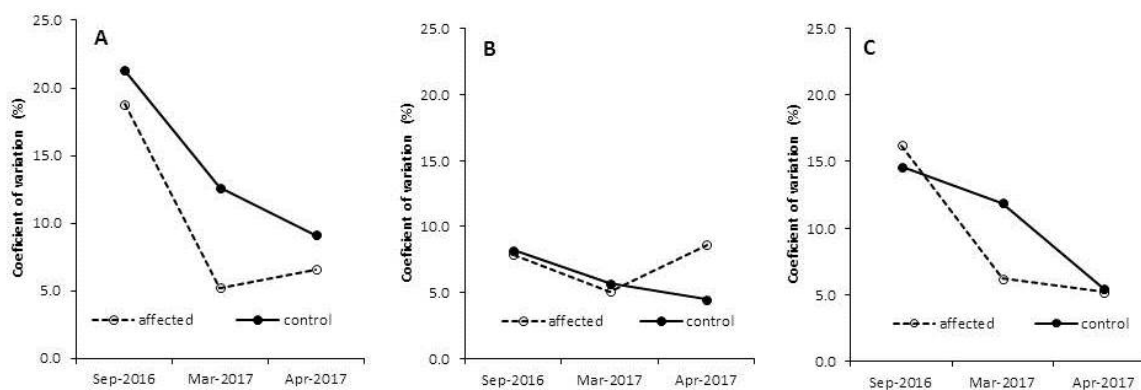 A
Coeficient of variation (%)
25.0
20.0
15.0
10.0
5.0
0.0
affected
control
Sep-2016 Mar-2017 Apr-2017
B
Coeficient of variation (%)
25.0
20.0
15.0
10.0
5.0
0.0
affected
control
Sep-2016 Mar-2017 Apr-2017
C
Coeficient of variation (%)
25.0
20.0
15.0
10.0
5.0
0.0
affected
control
Sep-2016 Mar-2017 Apr-2017